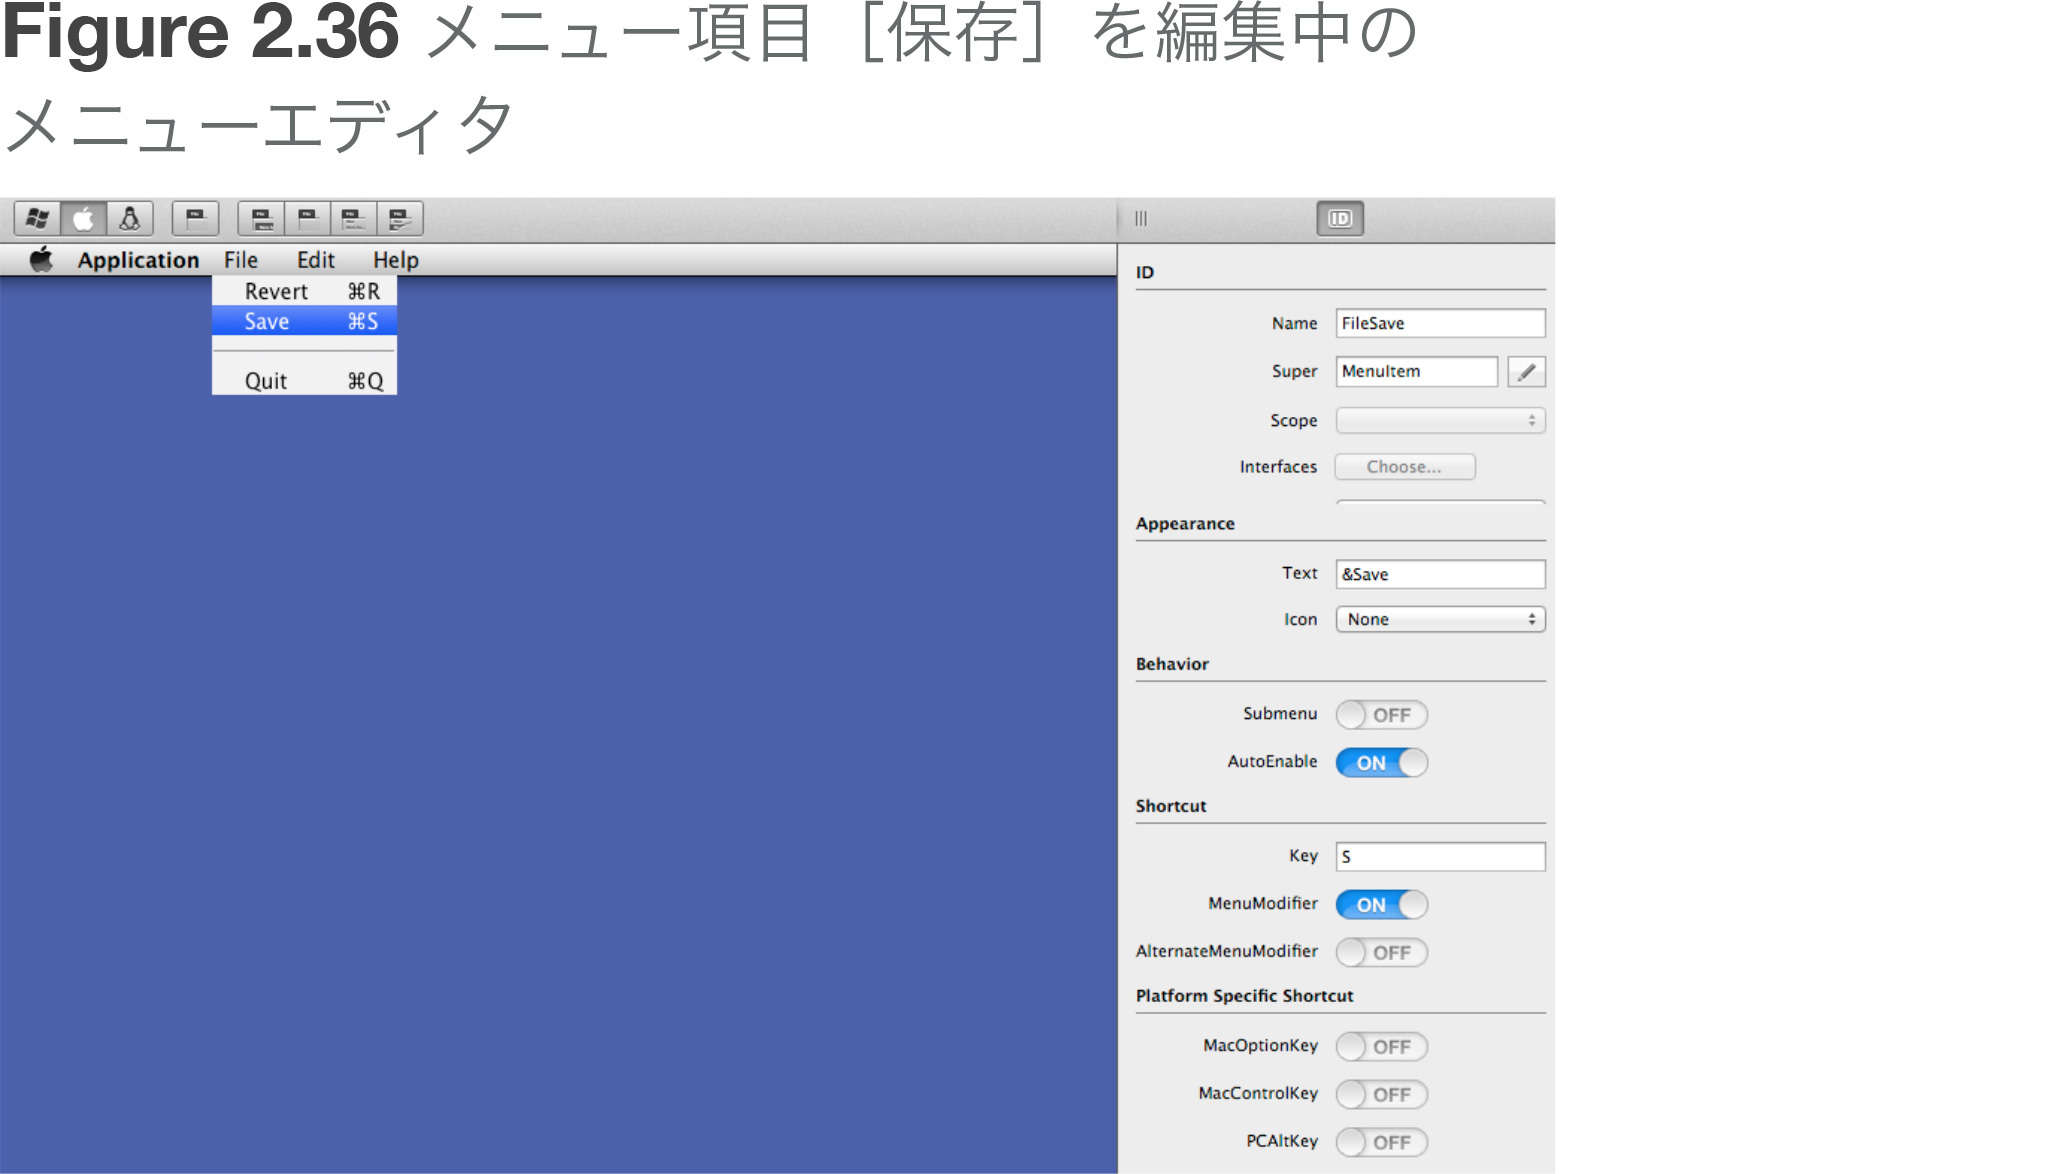 Figure 2.36 メニュー項目［保存］を編集中の
メニューエディタ
ID
Application File Edit Help
Revert ⌘R
Save ⌘S
Quit ⌘Q
ID
Name FileSave
Super MenuItem
Scope
Interfaces Choose...
Appearance
Text &Save
Icon None
Behavior
Submenu OFF
AutoEnable ON
Shortcut
Key S
MenuModifier ON
AlternateMenuModifier OFF
Platform Specific Shortcut
MacOptionKey OFF
MacControlKey OFF
PCAltKey OFF